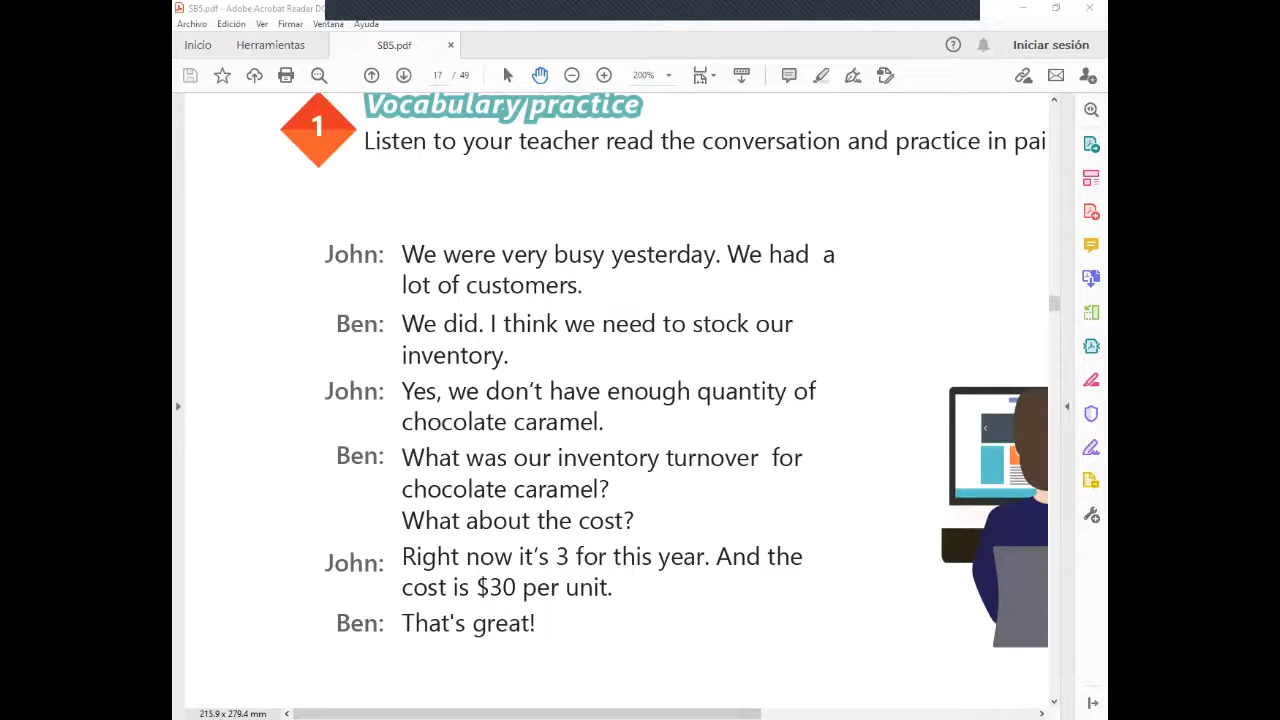 SB5.pdf - Adobe Acrobat Reader DC
Archivo Edición Ver Firmar Ventana Ayuda
Inicio Herramientas SB5.pdf × Iniciar sesión
17 / 49 200%
1
Vocabulary practice
Listen to your teacher read the conversation and practice in pai
John: We were very busy yesterday. We had a
lot of customers.
Ben: We did. I think we need to stock our
inventory.
John: Yes, we don’t have enough quantity of
chocolate caramel.
Ben: What was our inventory turnover for
chocolate caramel?
What about the cost?
John: Right now it’s 3 for this year. And the
cost is $30 per unit.
Ben: That's great!
215.9 x 279.4 mm